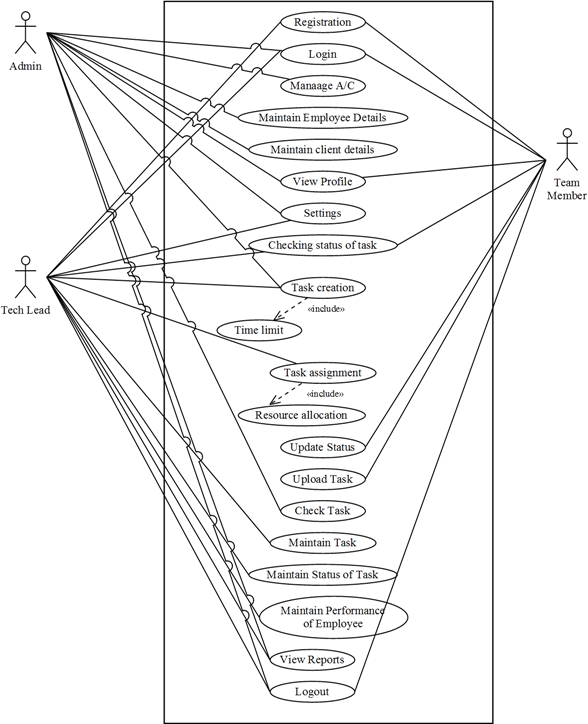 Registration
Login
Admin
Manaage A/C
Maintain Employee Details
Maintain client details
Team
Member
View Profile
Settings
Checking status of task
Tech Lead
Task creation
«include»
Time limit
Task assignment
«include»
Resource allocation
Update Status
Upload Task
Check Task
Maintain Task
Maintain Status of Task
Maintain Performance
of Employee
View Reports
Logout